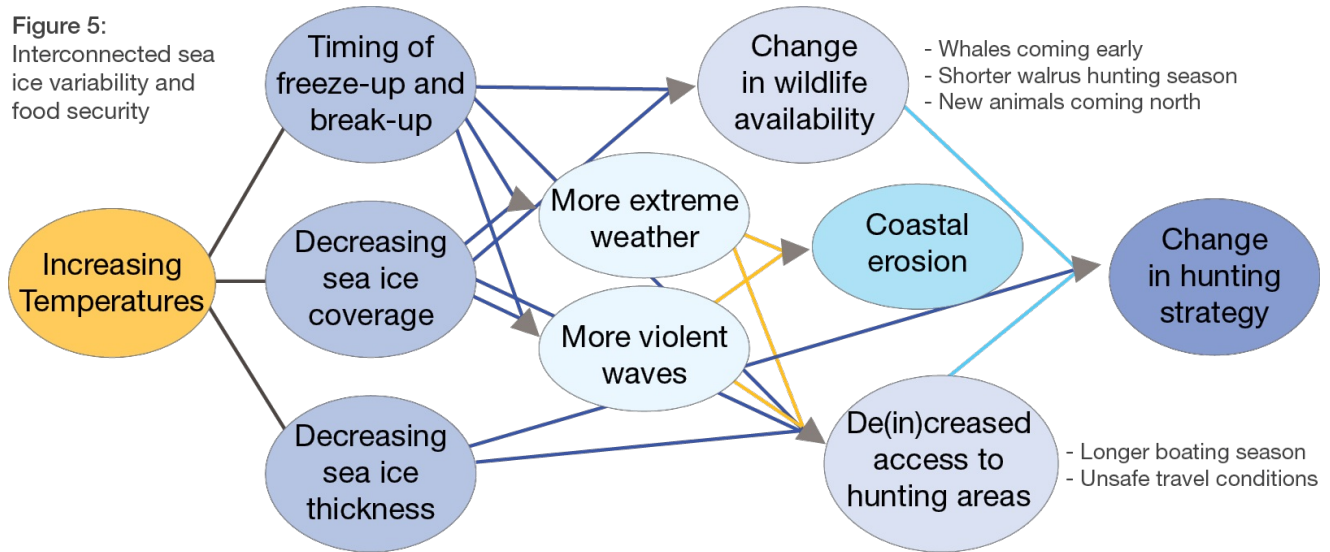 Figure 5:
Interconnected sea
ice variability and
food security
Timing of
freeze-up and
break-up
Change
in wildlife
availability
- Whales coming early
- Shorter walrus hunting season
- New animals coming north
More extreme
weather
Increasing
Temperatures
Decreasing
sea ice
coverage
Coastal
erosion
Change
in hunting
strategy
More violent
waves
Decreasing
sea ice
thickness
De(in)creased
access to
hunting areas
- Longer boating season
- Unsafe travel conditions